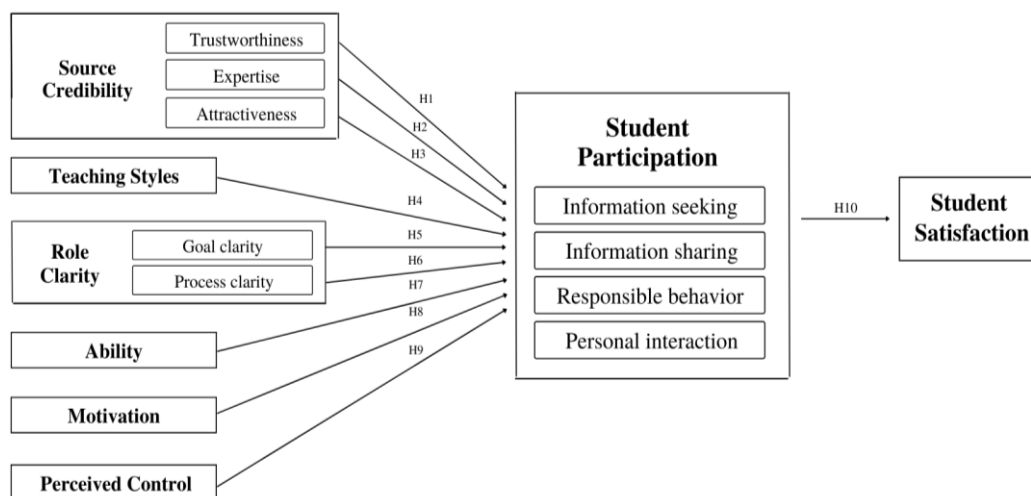 Source
Credibility
Trustworthiness
Expertise
Attractiveness
Teaching Styles
Role
Clarity
Goal clarity
Process clarity
Ability
Motivation
Perceived Control
H1
H2
H3
H4
H5
H6
H7
H8
H9
Student
Participation
Information seeking
Information sharing
Responsible behavior
Personal interaction
H10
Student
Satisfaction